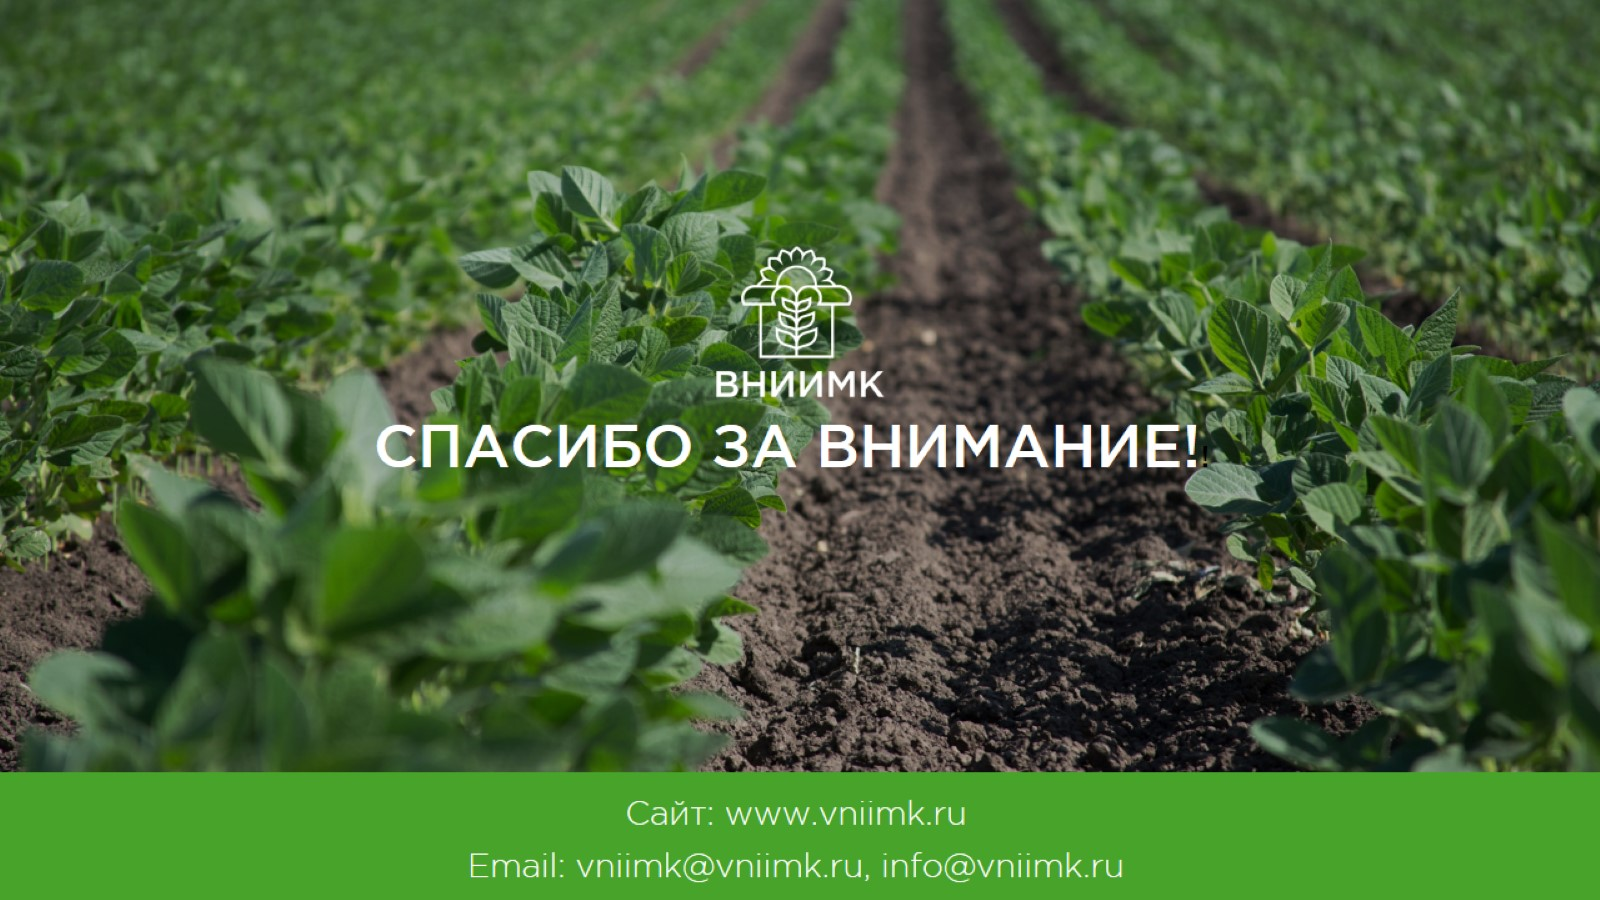 ВНИИМК
СПАСИБО ЗА ВНИМАНИЕ!
Сайт: www.vniimk.ru
Email: vniimk@vniimk.ru, info@vniimk.ru